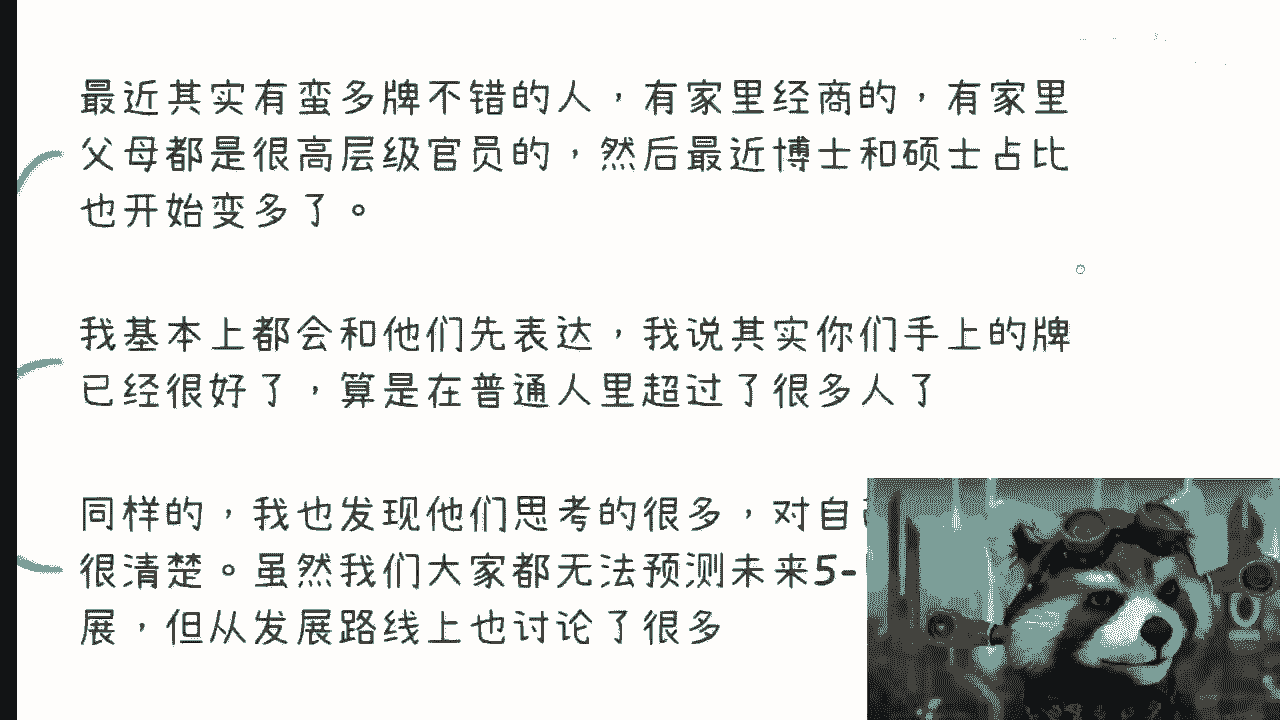 最近其实有蛮多牌不错的人，有家里经商的，有家里
父母都是很高层级官员的，然后最近博士和硕士占比
也开始变多了。
我基本上都会和他们先表达，我说其实你们手上的牌
已经很好了，算是在普通人里超过了很多人了
同样的，我也发现他们思考的很多，对自
很清楚。虽然我们大家都无法预测未来5-
展，但从发展路线上也讨论了很多